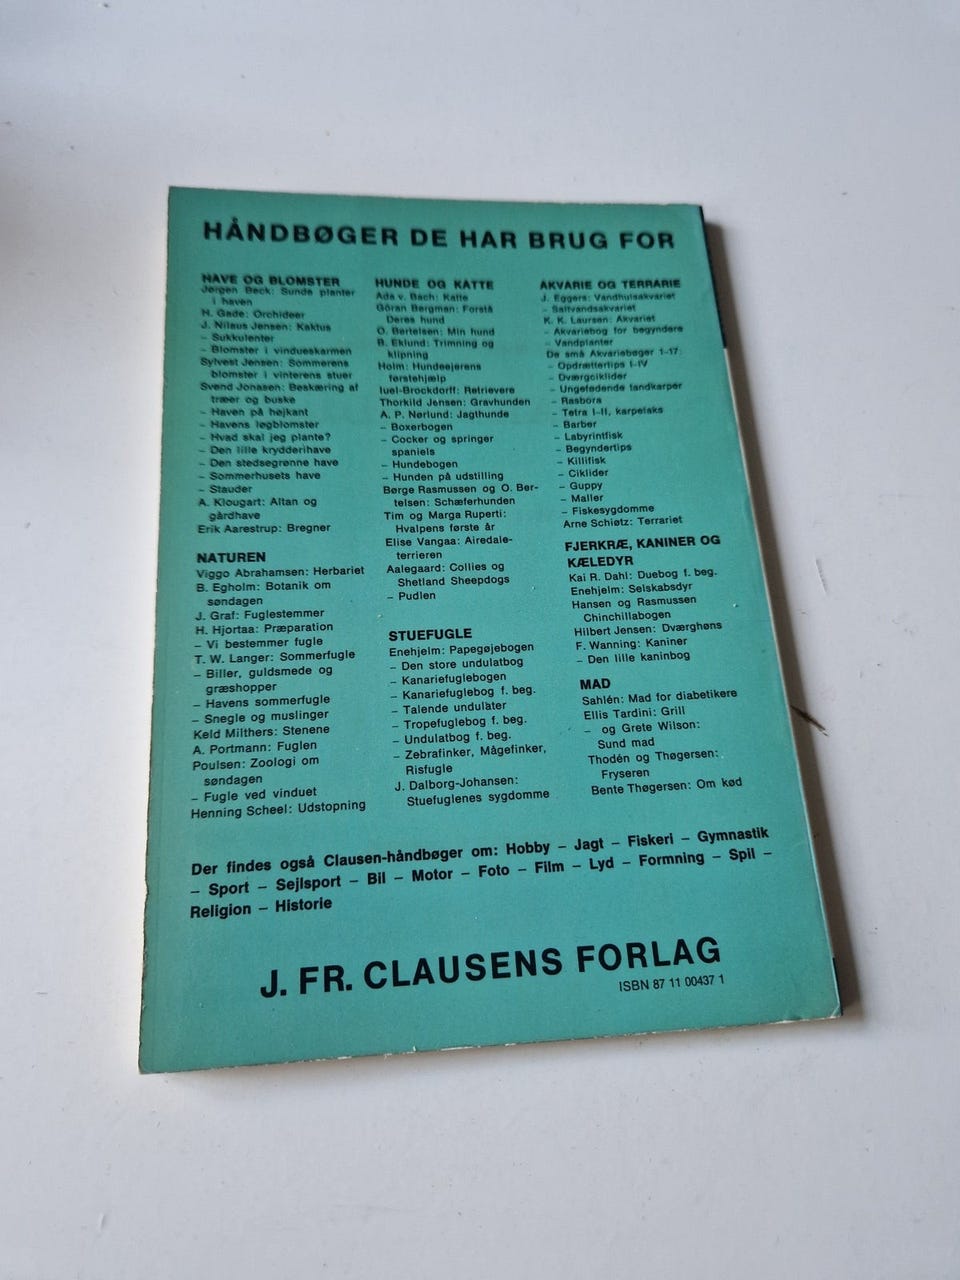 HÅNDBØGER DE HAR BRUG FOR
HAVE OG BLOMSTER
Jørgen Beck: Sunde planter
i haven
H. Gade: Orchideer
J. Nilaus Jensen: Kaktus
– Sukkulenter
– Blomster i vindueskarmen
Sylvest Jensen: Sommerens
blomster i vinterens stuer
Svend Jonasen: Beskæring af
træer og buske
– Haven på højkant
– Havens løgblomster
– Hvad skal jeg plante?
– Den lille krydderihave
– Den stedsegrønne have
– Sommerhusets have
– Stauder
A. Klougart: Altan og
gårdhave
Erik Aarestrup: Bregner
NATUREN
Viggo Abrahamsen: Herbariet
B. Egholm: Botanik om
søndagen
J. Graf: Fuglestemmer
H. Hjortaa: Præparation
– Vi bestemmer fugle
T. W. Langer: Sommerfugle
– Biller, guldsmede og
græshopper
– Havens sommerfugle
– Snegle og muslinger
Keld Milthers: Stenene
A. Portmann: Fuglen
Poulsen: Zoologi om
søndagen
– Fugle ved vinduet
Henning Scheel: Udstopning
HUNDE OG KATTE
Ada v. Bach: Katte
Göran Bergman: Forstå
Deres hund
O. Bertelsen: Min hund
B. Eklund: Trimning og
klipning
Holm: Hundeejerens
førstehjælp
Iuel-Brockdorff: Retrievere
Thorkild Jensen: Gravhunden
A. P. Nørlund: Jagthunde
– Boxerbogen
– Cocker og springer
spaniels
– Hundebogen
– Hunden på udstilling
Børge Rasmussen og O. Ber-
telsen: Schæferhunden
Tim og Marga Ruperti:
Hvalpens første år
Elise Vangaa: Airedale-
terrieren
Aalegaard: Collies og
Shetland Sheepdogs
– Pudlen
STUEFUGLE
Enehjelm: Papegøjebogen
– Den store undulatbog
– Kanariefuglebogen
– Kanariefuglebog f. beg.
– Talende undulater
– Tropefuglebog f. beg.
– Undulatbog f. beg.
– Zebrafinker, Mågefinker,
Risfugle
J. Dalborg-Johansen:
Stuefuglenes sygdomme
AKVARIE OG TERRARIE
J. Eggers: Vandhulsakvariet
– Saltvandsakvariet
K. K. Laursen: Akvariet
– Akvariebog for begyndere
– Vandplanter
De små Akvariebøger 1–17:
– Opdrættertips I–IV
– Dværgciklider
– Ungefødende tandkarper
– Rasbora
– Tetra I–II, karpelaks
– Barber
– Labyrintfisk
– Begyndertips
– Killifisk
– Ciklider
– Guppy
– Maller
– Fiskesygdomme
Arne Schiøtz: Terrariet
FJERKRÆ, KANINER OG
KÆLEDYR
Kai R. Dahl: Duebog f. beg.
Enehjelm: Selskabsdyr
Hansen og Rasmussen
Chinchillabogen
Hilbert Jensen: Dværghøns
F. Wanning: Kaniner
– Den lille kaninbog
MAD
Sahlén: Mad for diabetikere
Ellis Tardini: Grill
– og Grete Wilson:
Sund mad
Thodén og Thøgersen:
Fryseren
Bente Thøgersen: Om kød
Der findes også Clausen-håndbøger om: Hobby – Jagt – Fiskeri – Gymnastik
– Sport – Sejlsport – Bil – Motor – Foto – Film – Lyd – Formning – Spil –
Religion – Historie
J. FR. CLAUSENS FORLAG
ISBN 87 11 00437 1